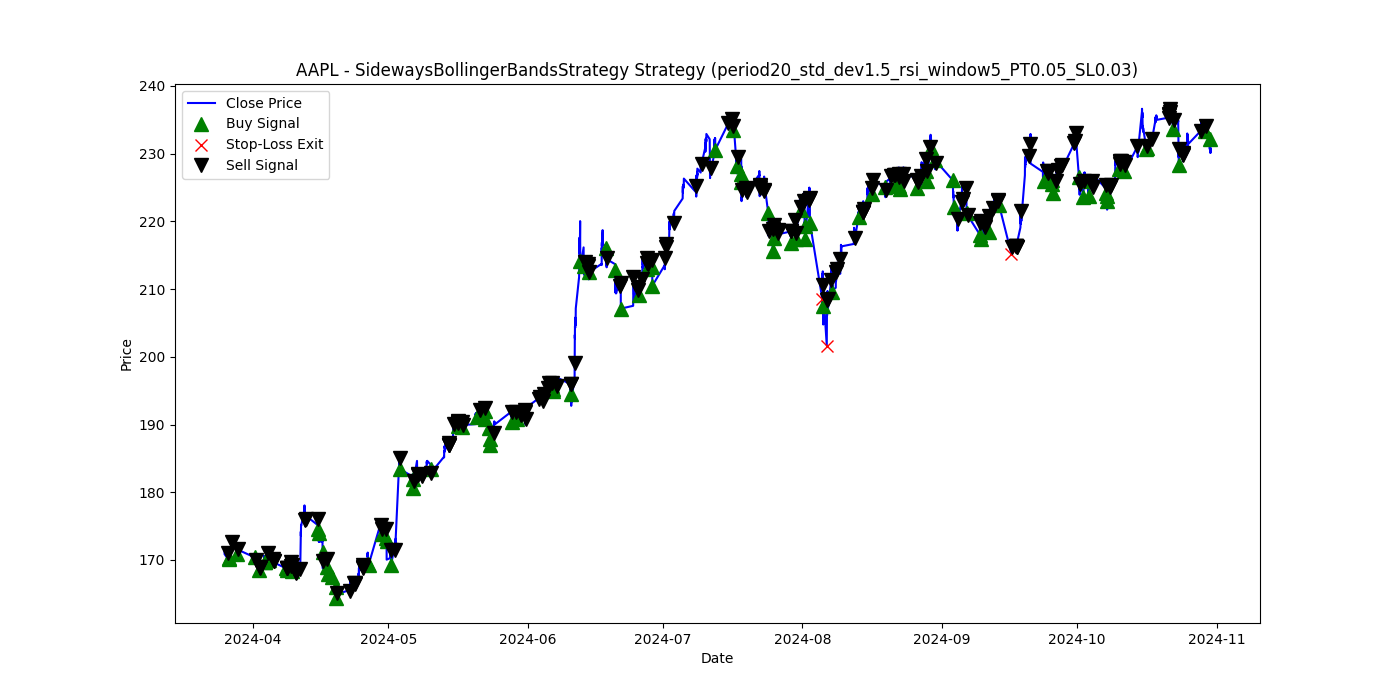 AAPL - SidewaysBollingerBandsStrategy Strategy (period20_std_dev1.5_rsi_window5_PT0.05_SL0.03)
Close Price
Buy Signal
Stop-Loss Exit
Sell Signal
240
230
220
210
200
190
180
170
Price
2024-04 2024-05 2024-06 2024-07 2024-08 2024-09 2024-10 2024-11
Date